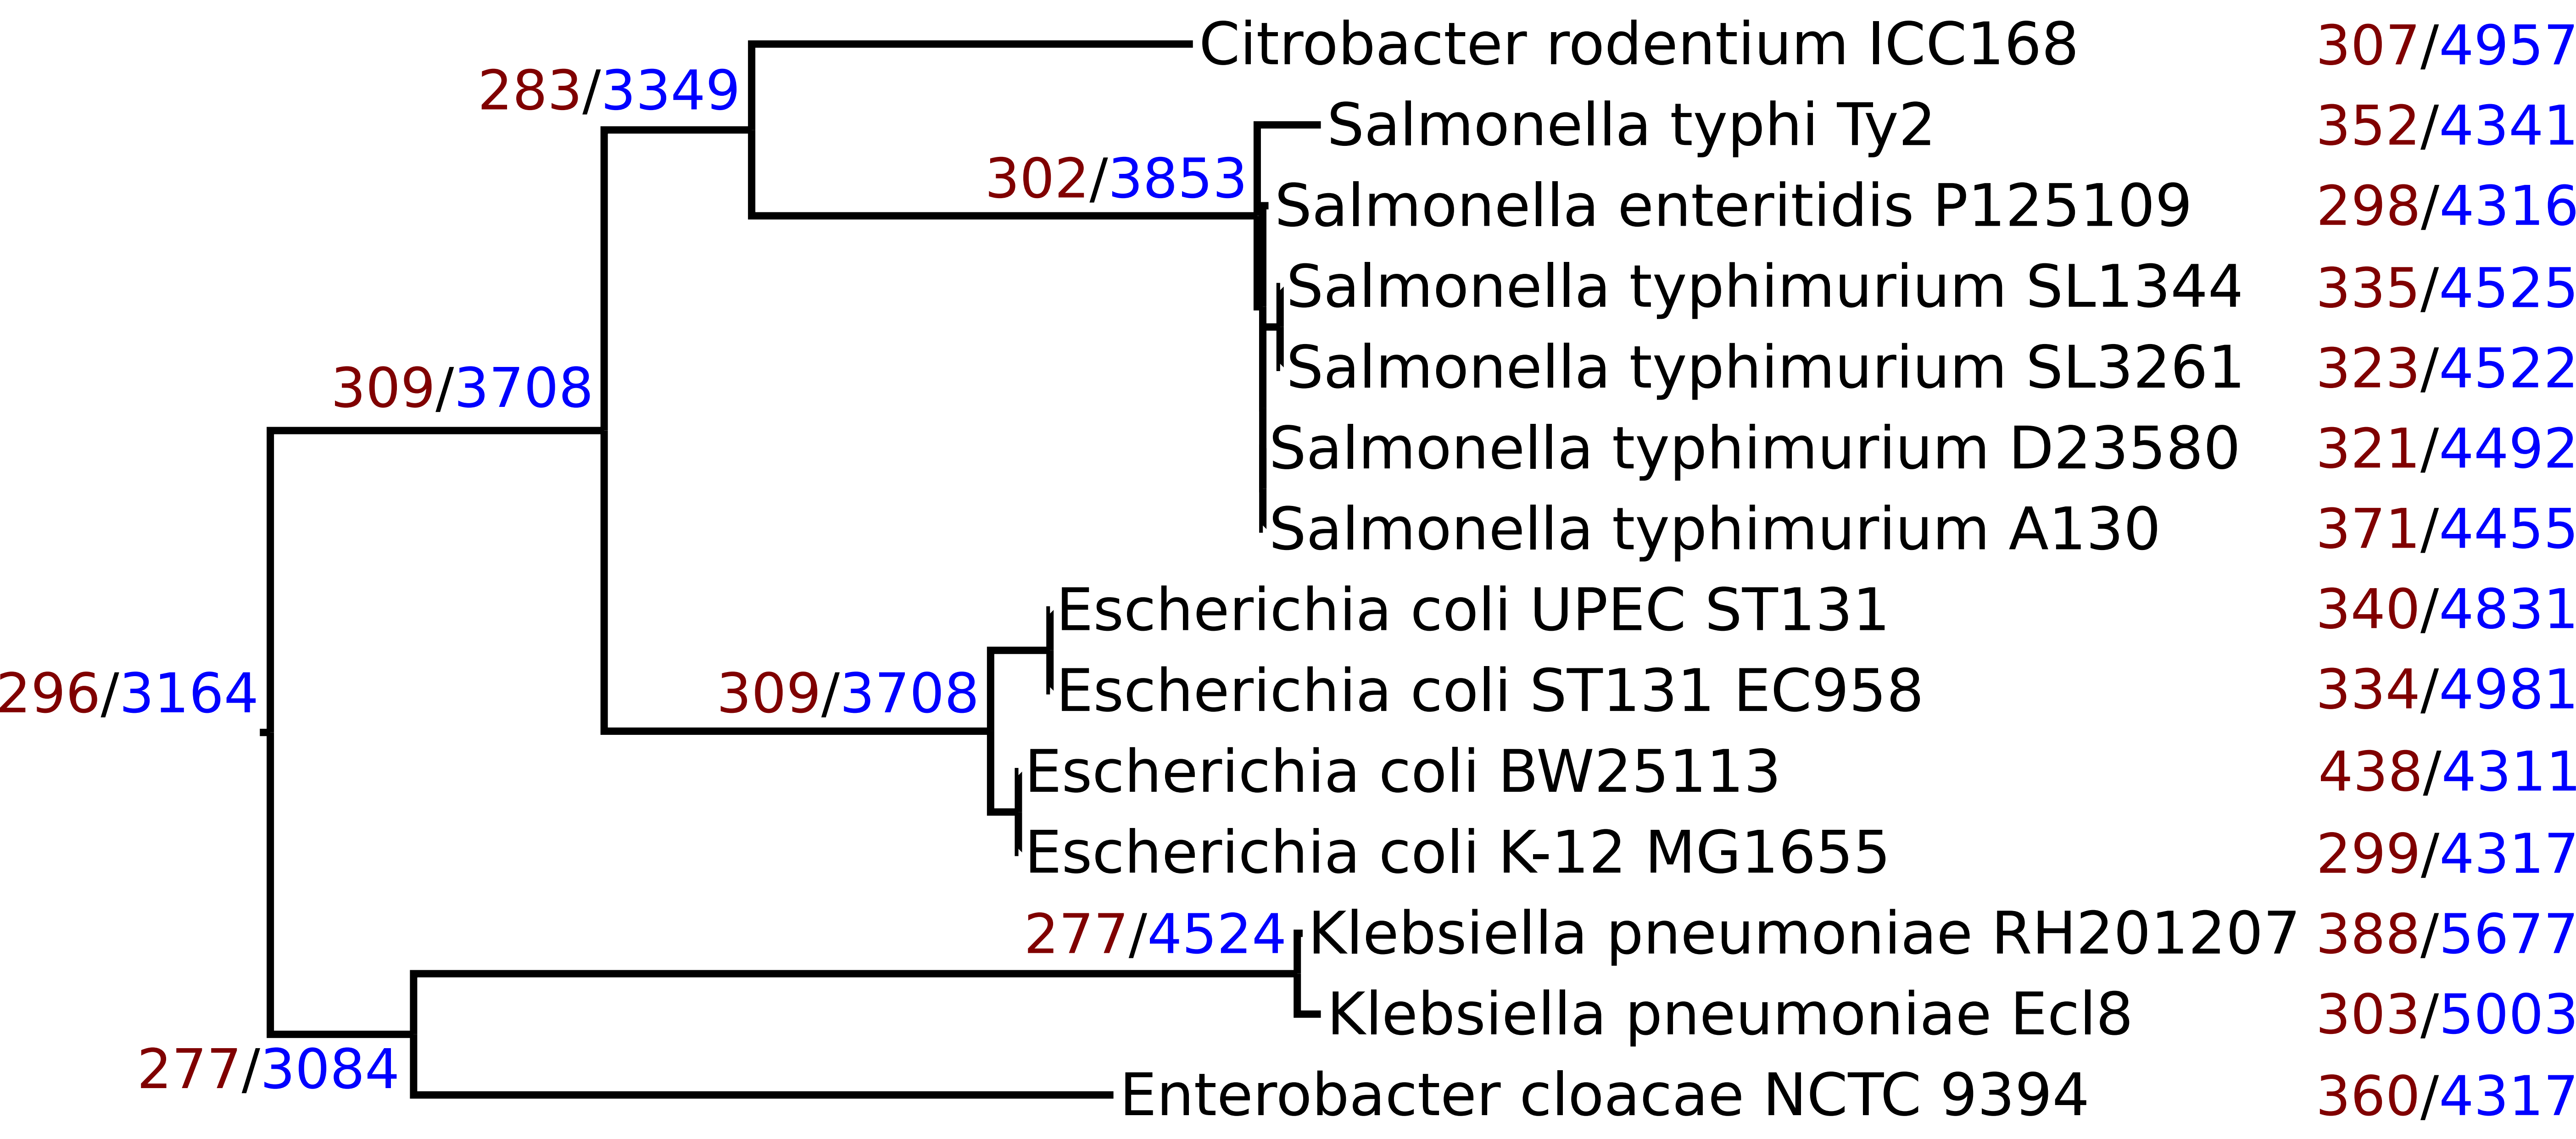 Citrobacter rodentium ICC168 307/4957
283/3349
Salmonella typhi Ty2 352/4341
302/3853
Salmonella enteritidis P125109 298/4316
Salmonella typhimurium SL1344 335/4525
Salmonella typhimurium SL3261 323/4522
309/3708
Salmonella typhimurium D23580 321/4492
Salmonella typhimurium A130 371/4455
Escherichia coli UPEC ST131 340/4831
296/3164
309/3708
Escherichia coli ST131 EC958 334/4981
Escherichia coli BW25113 438/4311
Escherichia coli K-12 MG1655 299/4317
277/4524
Klebsiella pneumoniae RH201207 388/5677
Klebsiella pneumoniae Ecl8 303/5003
277/3084
Enterobacter cloacae NCTC 9394 360/4317